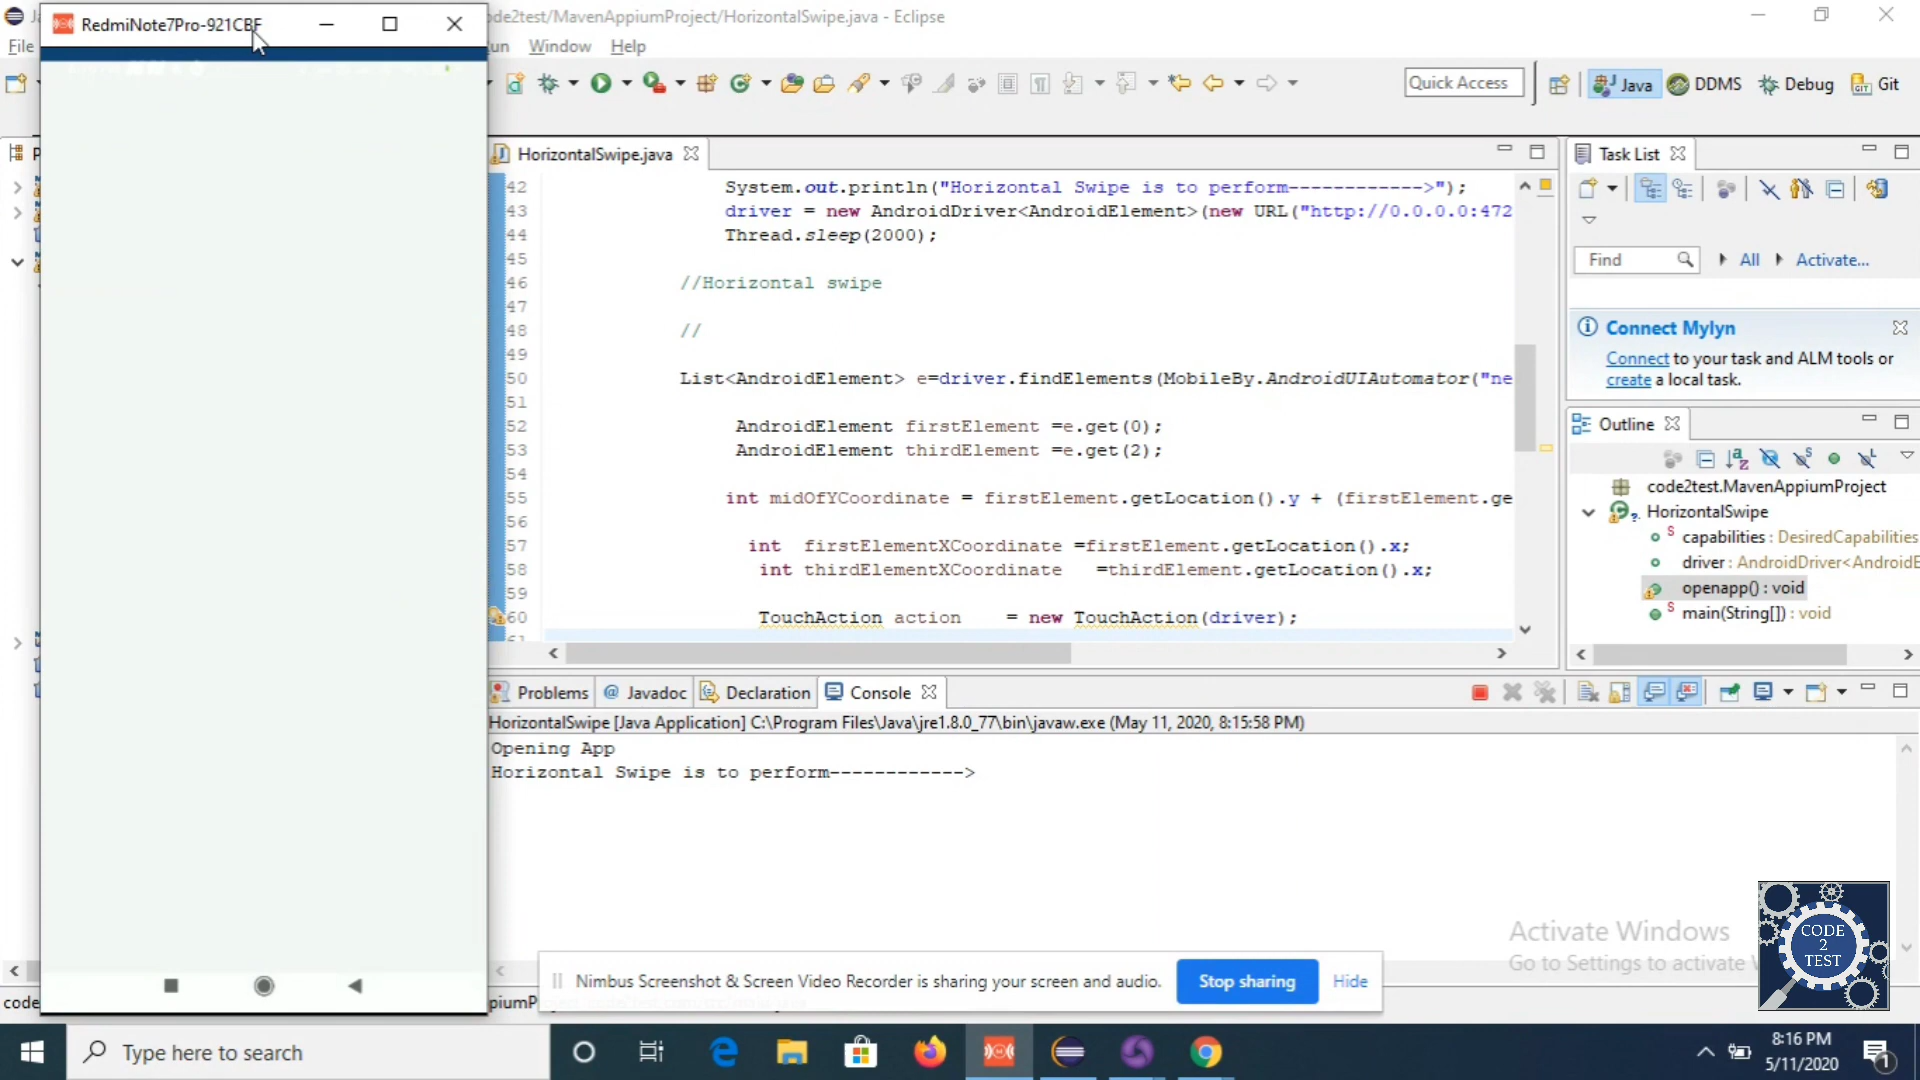 RedmiNote7Pro-921CBF
de2test/MavenAppiumProject/HorizontalSwipe.java - Eclipse
File
un
Window
Help
Quick Access
Java
DDMS
Debug
Git
HorizontalSwipe.java
42 System.out.println("Horizontal Swipe is to perform------------>");
43 driver = new AndroidDriver<AndroidElement>(new URL("http://0.0.0.0:472
44 Thread.sleep(2000);
45
46 //Horizontal swipe
47
48 //
49
50 List<AndroidElement> e=driver.findElements(MobileBy.AndroidUIAutomator("ne
51
52 AndroidElement firstElement =e.get(0);
53 AndroidElement thirdElement =e.get(2);
54
55 int midOfYCoordinate = firstElement.getLocation().y + (firstElement.ge
56
57 int firstElementXCoordinate =firstElement.getLocation().x;
58 int thirdElementXCoordinate =thirdElement.getLocation().x;
59
60 TouchAction action = new TouchAction(driver);
61
Task List
Find
All
Activate...
Connect Mylyn
Connect to your task and ALM tools or
create a local task.
Outline
code2test.MavenAppiumProject
HorizontalSwipe
capabilities : DesiredCapabilities
driver : AndroidDriver<AndroidE
openapp() : void
main(String[]) : void
Problems
Javadoc
Declaration
Console
HorizontalSwipe [Java Application] C:\Program Files\Java\jre1.8.0_77\bin\javaw.exe (May 11, 2020, 8:15:58 PM)
Opening App
Horizontal Swipe is to perform------------>
Activate Windows
Go to Settings to activate
CODE
2
TEST
Nimbus Screenshot & Screen Video Recorder is sharing your screen and audio.
Stop sharing
Hide
code
piumP
Type here to search
8:16 PM
5/11/2020
1